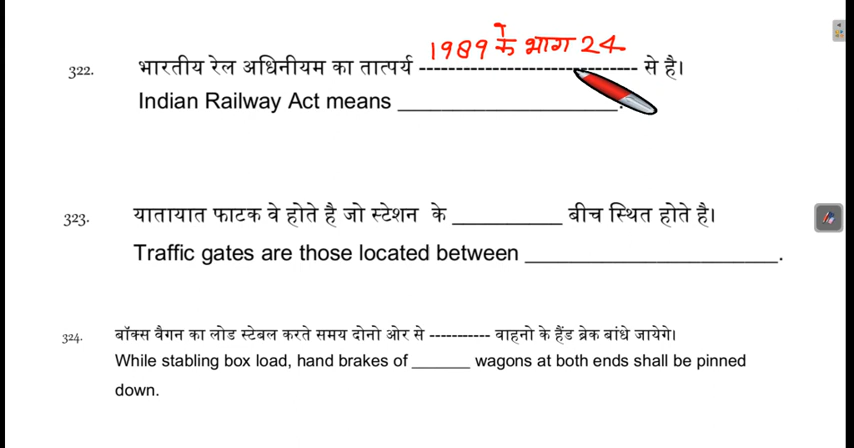 1989 के भाग 24
322. भारतीय रेल अधिनीयम का तात्पर्य ------------------------------ से है।
Indian Railway Act means ____________________.
323. यातायात फाटक वे होते है जो स्टेशन के __________ बीच स्थित होते है।
Traffic gates are those located between _______________________.
324. बॉक्स वैगन का लोड स्टेबल करते समय दोनो ओर से ----------- वाहनो के हैंड ब्रेक बांधे जायेगे।
While stabling box load, hand brakes of ______ wagons at both ends shall be pinned
down.